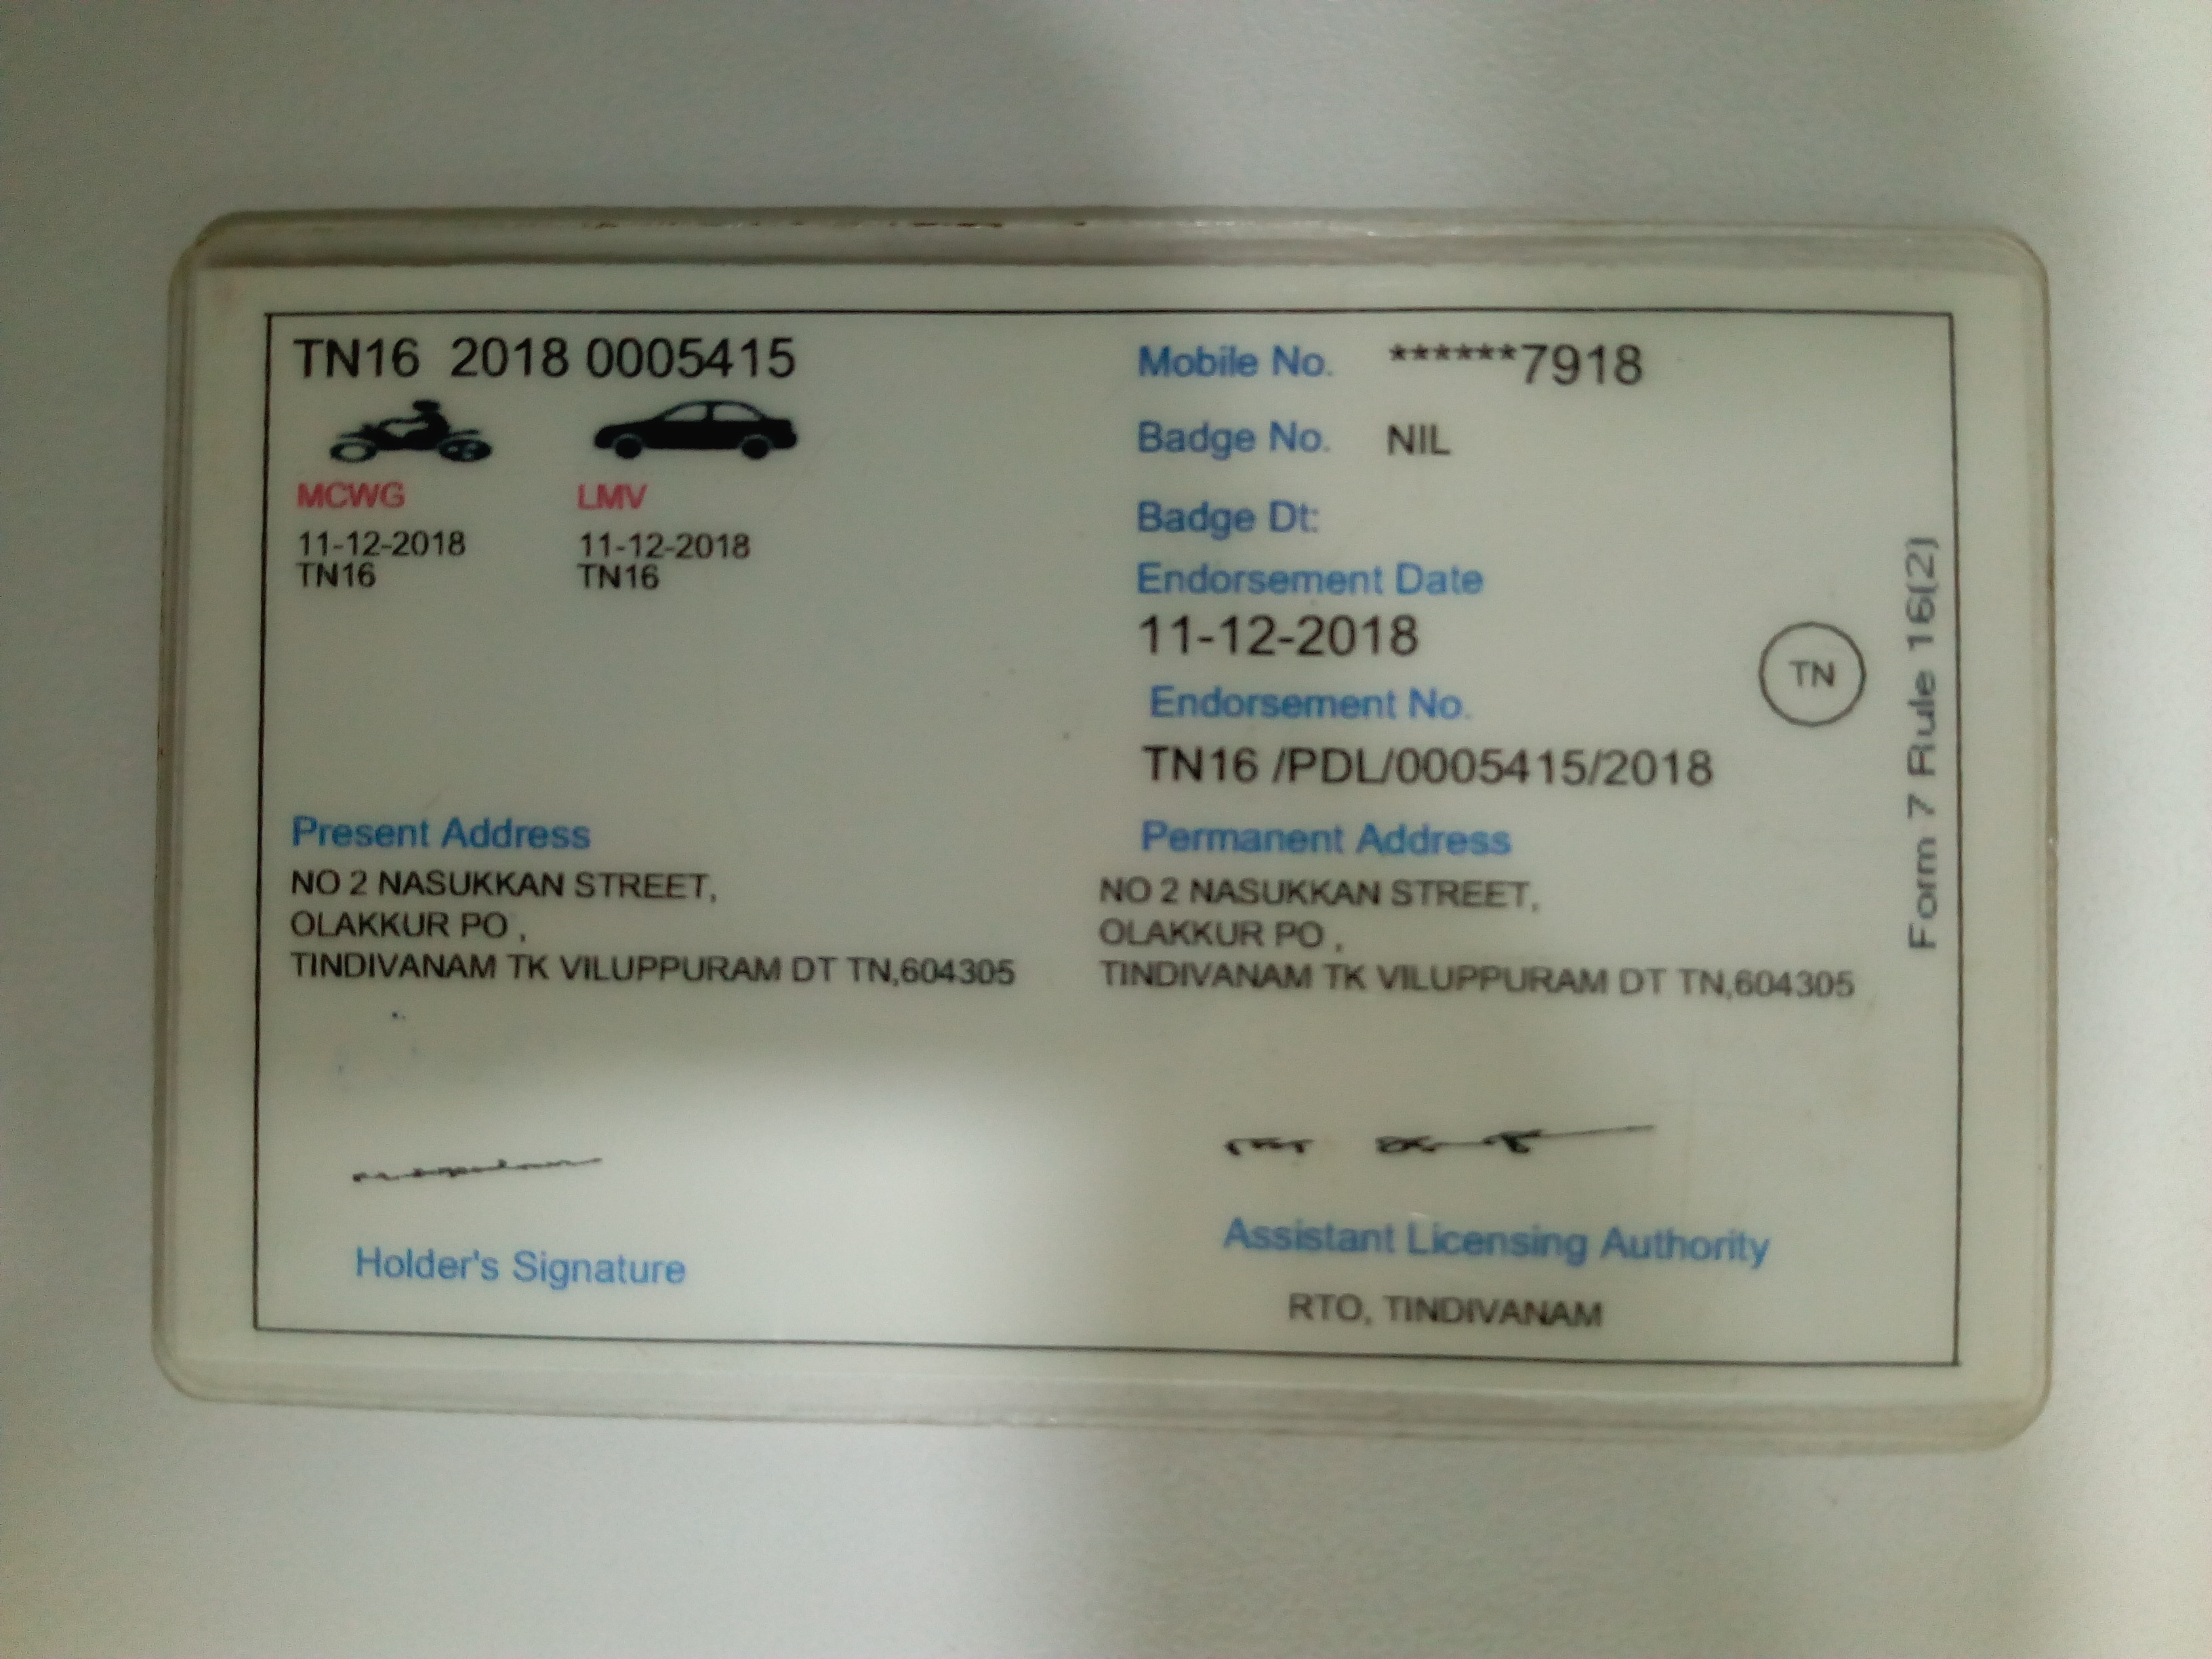 TN16 2018 0005415
MCWG LMV
11-12-2018 11-12-2018
TN16 TN16
Mobile No. ******7918
Badge No. NIL
Badge Dt:
Endorsement Date
11-12-2018
Endorsement No.
TN16 /PDL/0005415/2018
TN
Form 7 Rule 16(2)
Present Address
NO 2 NASUKKAN STREET,
OLAKKUR PO ,
TINDIVANAM TK VILUPPURAM DT TN,604305
Permanent Address
NO 2 NASUKKAN STREET,
OLAKKUR PO ,
TINDIVANAM TK VILUPPURAM DT TN,604305
Holder's Signature
Assistant Licensing Authority
RTO, TINDIVANAM